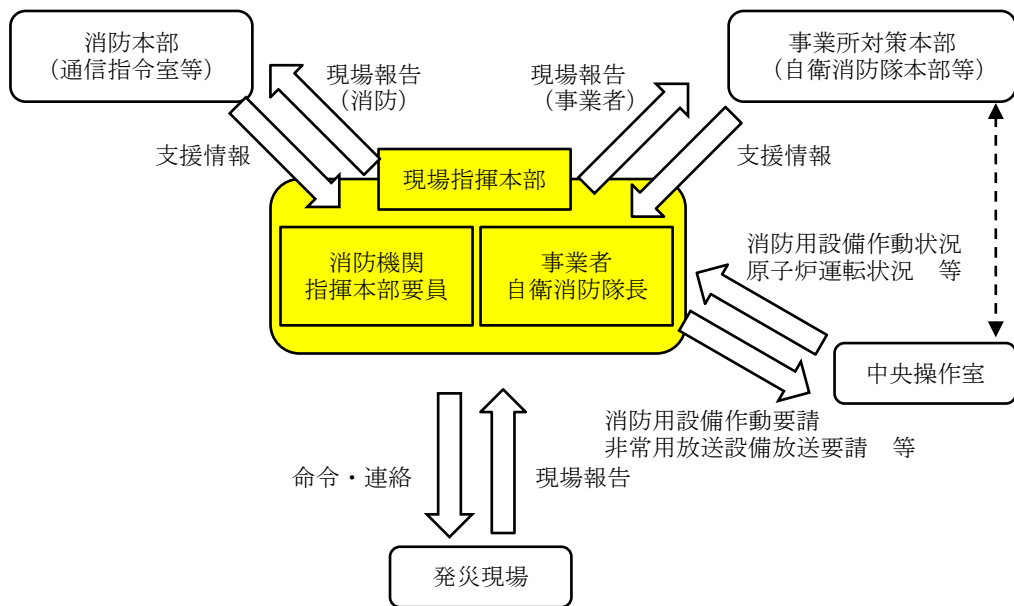 消防本部
（通信指令室等）
事業所対策本部
（自衛消防隊本部等）
現場報告
（消防）
現場報告
（事業者）
支援情報
支援情報
現場指揮本部
消防機関
指揮本部要員
事業者
自衛消防隊長
消防用設備作動状況
原子炉運転状況　等
中央操作室
消防用設備作動要請
非常用放送設備放送要請　等
命令・連絡
現場報告
発災現場